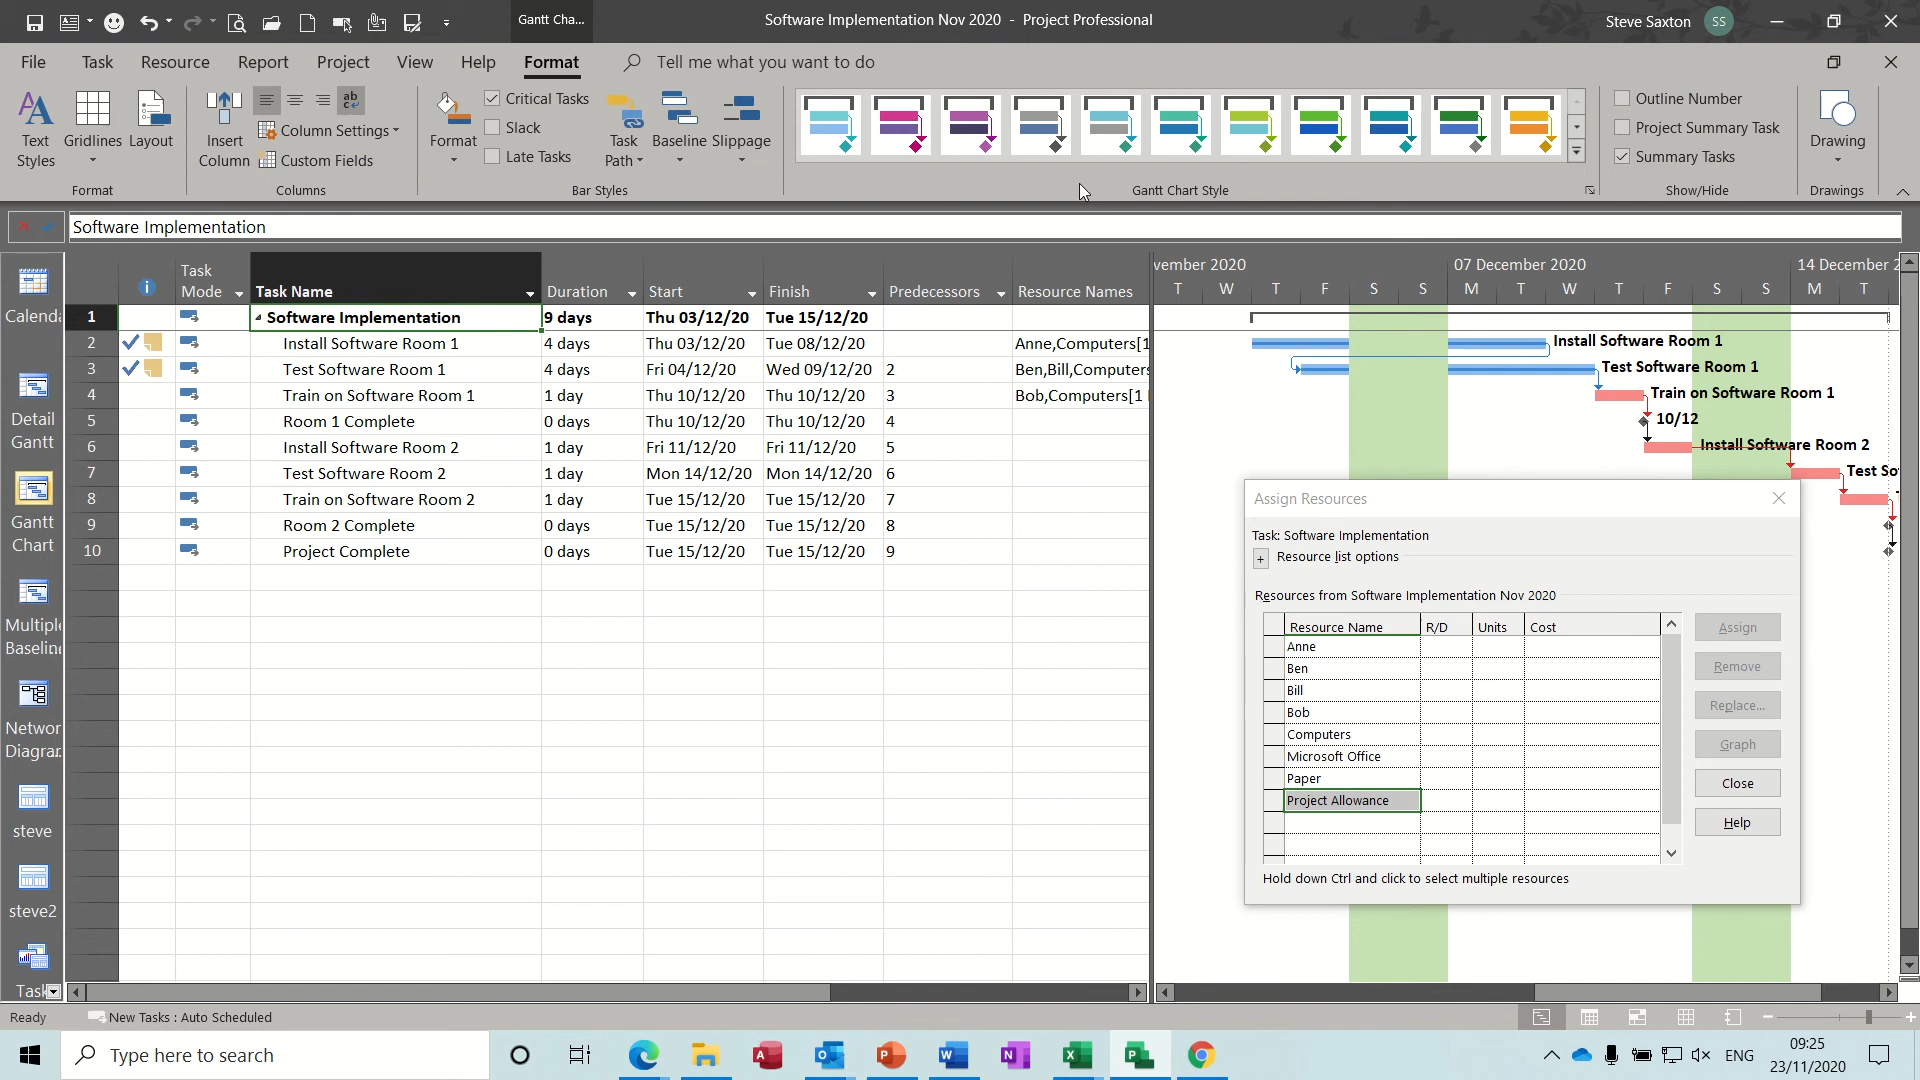 Gantt Cha...
Software Implementation Nov 2020 - Project Professional
Steve Saxton
SS
File Task Resource Report Project View Help Format Tell me what you want to do
Text Styles
Gridlines
Layout
Format
Insert Column
Column Settings
Custom Fields
Columns
Format
Critical Tasks
Slack
Late Tasks
Task Path
Baseline
Slippage
Bar Styles
Gantt Chart Style
Outline Number
Project Summary Task
Summary Tasks
Show/Hide
Drawing
Drawings
Software Implementation
Task Mode
Task Name
Duration
Start
Finish
Predecessors
Resource Names
1 Software Implementation 9 days Thu 03/12/20 Tue 15/12/20
2 Install Software Room 1 4 days Thu 03/12/20 Tue 08/12/20 Anne,Computers[1
3 Test Software Room 1 4 days Fri 04/12/20 Wed 09/12/20 2 Ben,Bill,Computers
4 Train on Software Room 1 1 day Thu 10/12/20 Thu 10/12/20 3 Bob,Computers[1
5 Room 1 Complete 0 days Thu 10/12/20 Thu 10/12/20 4
6 Install Software Room 2 1 day Fri 11/12/20 Fri 11/12/20 5
7 Test Software Room 2 1 day Mon 14/12/20 Mon 14/12/20 6
8 Train on Software Room 2 1 day Tue 15/12/20 Tue 15/12/20 7
9 Room 2 Complete 0 days Tue 15/12/20 Tue 15/12/20 8
10 Project Complete 0 days Tue 15/12/20 Tue 15/12/20 9
Calenda
Detail Gantt
Gantt Chart
Multiple Baselin
Networ Diagra
steve
steve2
Task
vember 2020
07 December 2020
14 December 2
T W T F S S M T W T F S S M T
Install Software Room 1
Test Software Room 1
Train on Software Room 1
10/12
Install Software Room 2
Test So
Assign Resources
Task: Software Implementation
+ Resource list options
Resources from Software Implementation Nov 2020
Resource Name R/D Units Cost
Anne
Ben
Bill
Bob
Computers
Microsoft Office
Paper
Project Allowance
Assign
Remove
Replace...
Graph
Close
Help
Hold down Ctrl and click to select multiple resources
Ready
New Tasks : Auto Scheduled
Type here to search
ENG
09:25
23/11/2020